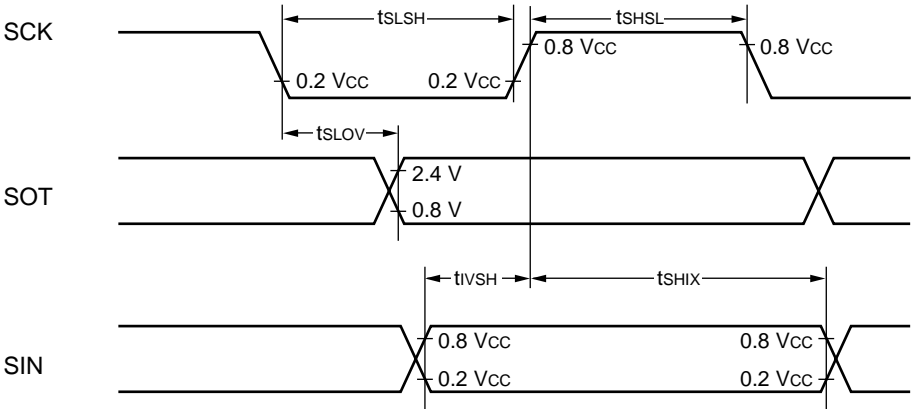 tSLSH tSHSL
SCK
0.8 VCC 0.8 VCC
0.2 VCC 0.2 VCC
tSLOV
2.4 V
SOT
0.8 V
tIVSH tSHIX
0.8 VCC 0.8 VCC
SIN
0.2 VCC 0.2 VCC